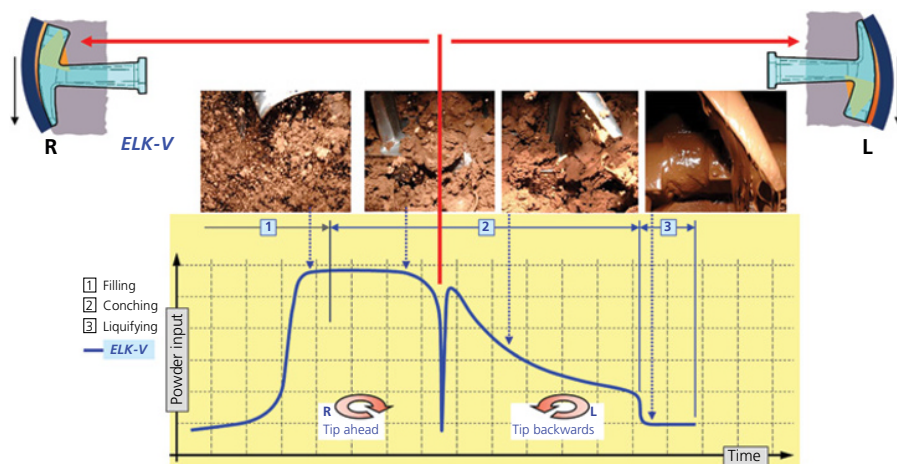 R
L
ELK-V
1
2
3
1 Filling
2 Conching
3 Liquifying
ELK-V
Powder input
R
Tip ahead
L
Tip backwards
Time